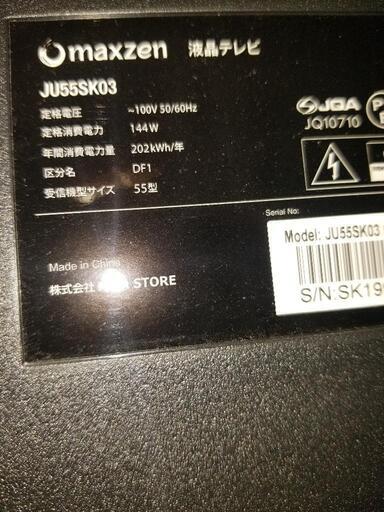 maxzen 液晶テレビ
JU55SK03
定格電圧 ~100V 50/60Hz
定格消費電力 144W
年間消費電力量 202kWh/年
区分名 DF1
受信機型サイズ 55型
JQA
JQ10710
Serial No:
Model: JU55SK03
S/N:SK19
Made in China
株式会社 STORE